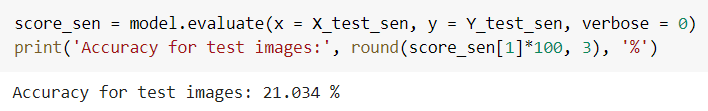 score_sen = model.evaluate(x = X_test_sen, y = Y_test_sen, verbose = 0)
print('Accuracy for test images:', round(score_sen[1]*100, 3), '%')
Accuracy for test images: 21.034 %